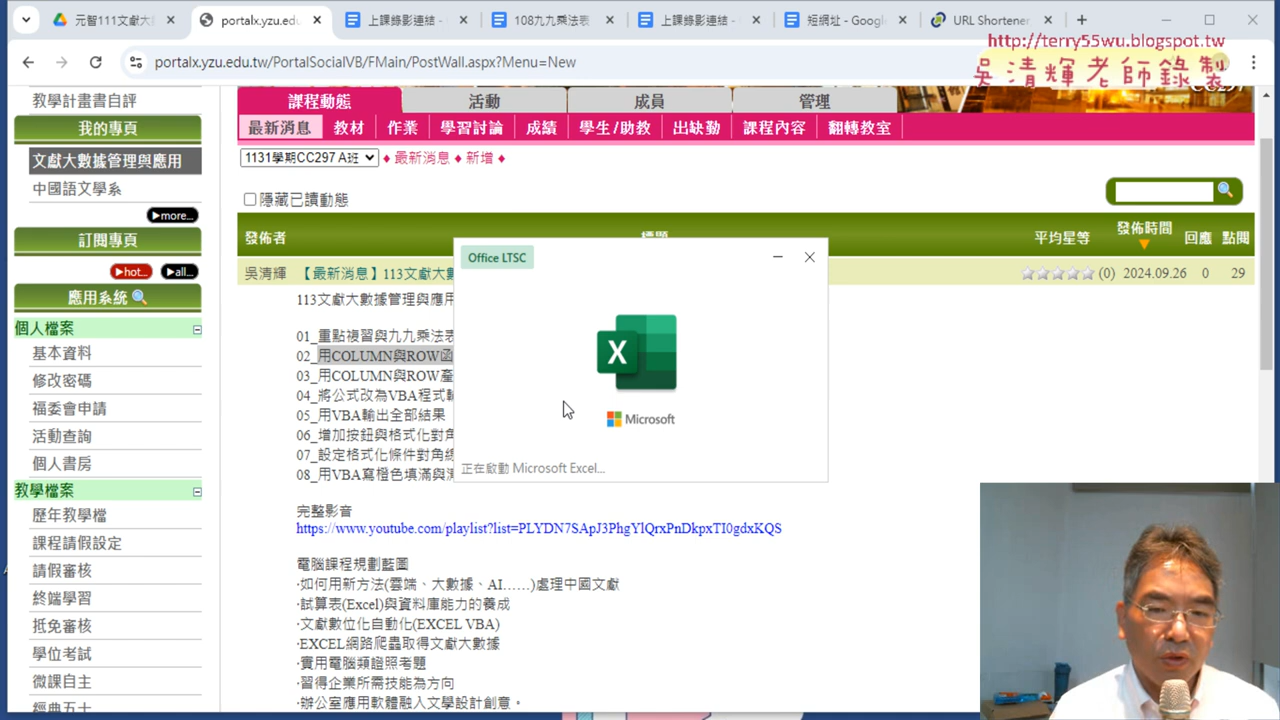 元智111文獻大
portalx.yzu.edu
上課錄影連結 -
108九九乘法表
上課錄影連結 -
短網址 - Google
URL Shortener
http://terry55wu.blogspot.tw
portalx.yzu.edu.tw/PortalSocialVB/FMain/PostWall.aspx?Menu=New
吳清輝老師錄製
教學計畫書自評
我的專頁
文獻大數據管理與應用
中國語文學系
▶more...
訂閱專頁
▶hot...
▶all...
應用系統
個人檔案
基本資料
修改密碼
福委會申請
活動查詢
個人書房
教學檔案
歷年教學檔
課程請假設定
請假審核
終端學習
抵免審核
學位考試
微課自主
經典五十
課程動態
活動
成員
管理
CC297
最新消息
教材
作業
學習討論
成績
學生/助教
出缺勤
課程內容
翻轉教室
1131學期CC297 A班
♦ 最新消息 ♦ 新增 ♦
隱藏已讀動態
發佈者
標題
平均星等
發佈時間
回應
點閱
吳清輝
【最新消息】113文獻大數
(0)
2024.09.26
0
29
113文獻大數據管理與應用
01_重點複習與九九乘法表
02_用COLUMN與ROW函
03_用COLUMN與ROW產
04_將公式改為VBA程式輸
05_用VBA輸出全部結果
06_增加按鈕與格式化對角
07_設定格式化條件對角線
08_用VBA寫橙色填滿與清
Office LTSC
X
Microsoft
正在啟動 Microsoft Excel...
完整影音
https://www.youtube.com/playlist?list=PLYDN7SApJ3PhgYlQrxPnDkpxTI0gdxKQS
電腦課程規劃藍圖
·如何用新方法(雲端、大數據、AI……)處理中國文獻
·試算表(Excel)與資料庫能力的養成
·文獻數位化自動化(EXCEL VBA)
·EXCEL網路爬蟲取得文獻大數據
·實用電腦類證照考題
·習得企業所需技能為方向
·辦公室應用軟體融入文學設計創意。